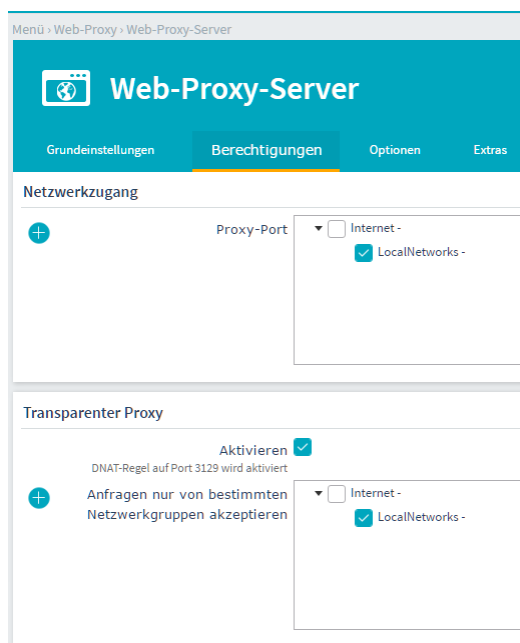 Menü › Web-Proxy › Web-Proxy-Server
Web-Proxy-Server
Grundeinstellungen Berechtigungen Optionen Extras
Netzwerkzugang
Proxy-Port
Internet -
LocalNetworks -
Transparenter Proxy
Aktivieren
DNAT-Regel auf Port 3129 wird aktiviert
Anfragen nur von bestimmten
Netzwerkgruppen akzeptieren
Internet -
LocalNetworks -